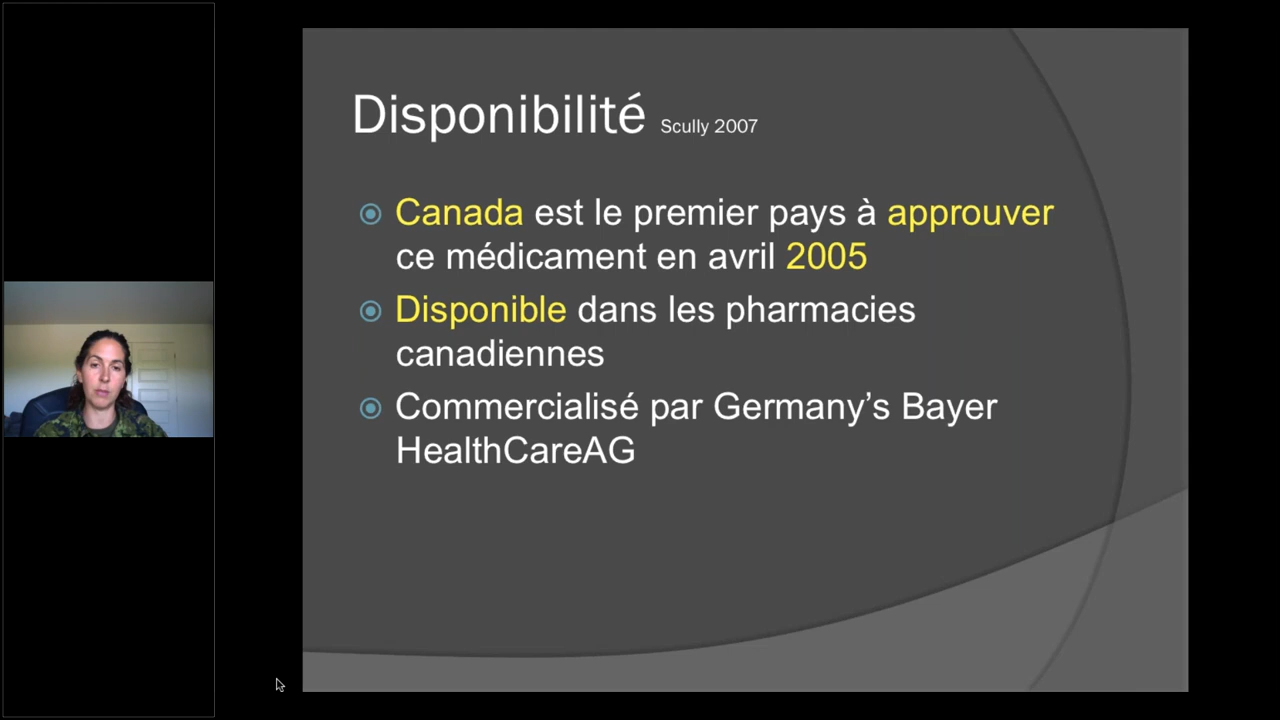 Disponibilité Scully 2007
Canada est le premier pays à approuver
ce médicament en avril 2005
Disponible dans les pharmacies
canadiennes
Commercialisé par Germany’s Bayer
HealthCareAG